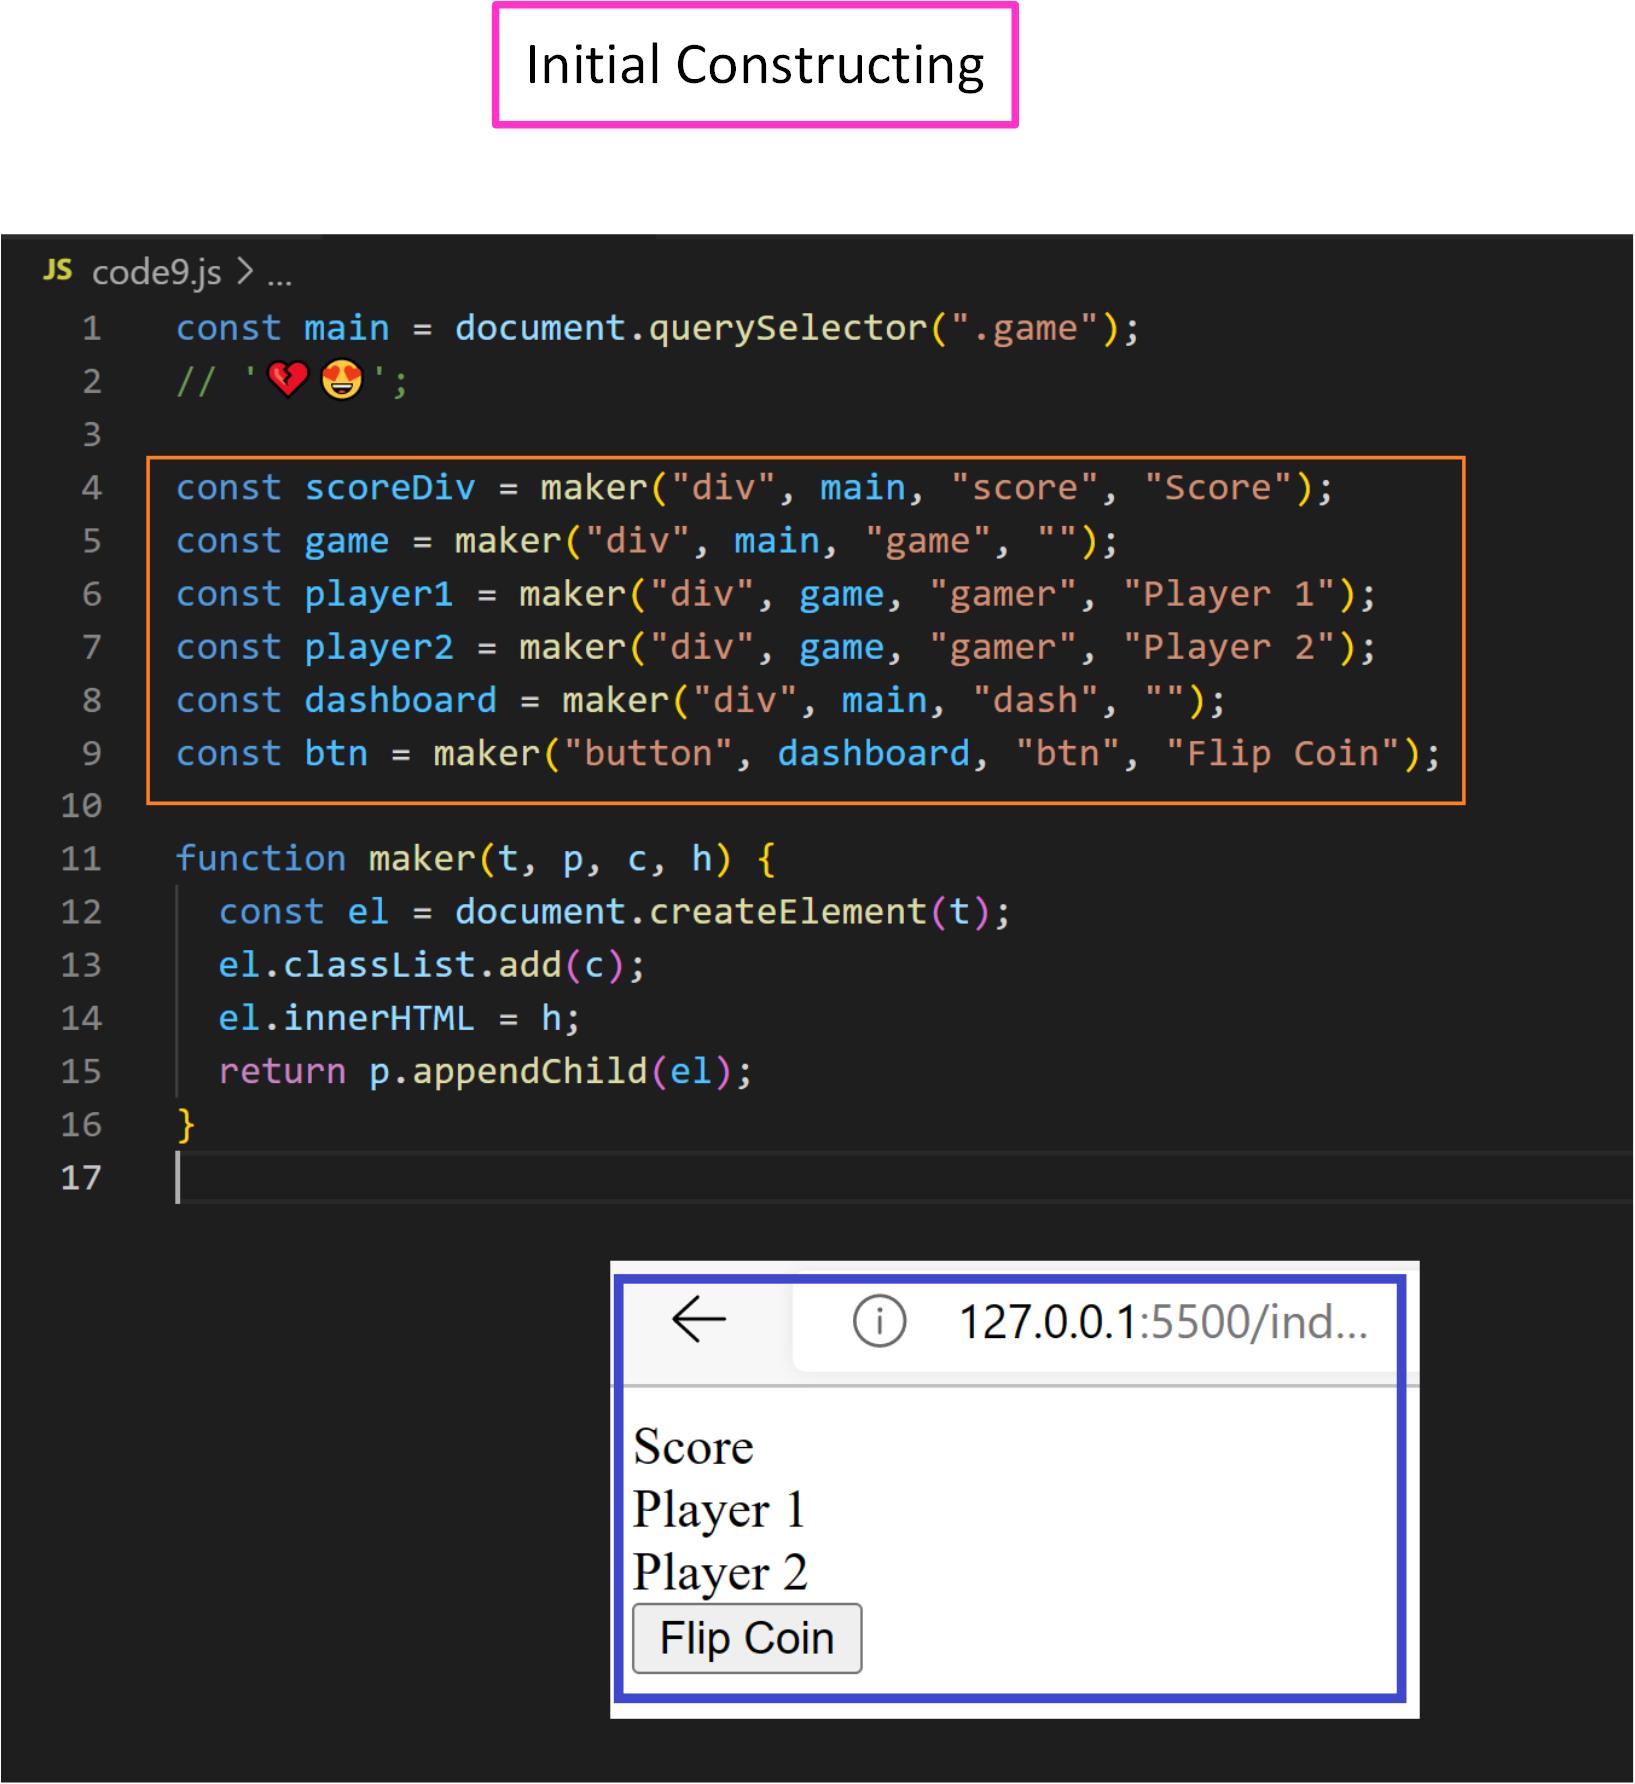 Initial Constructing
JS code9.js > ...
1 const main = document.querySelector(".game");
2 // '💔😍';
3
4 const scoreDiv = maker("div", main, "score", "Score");
5 const game = maker("div", main, "game", "");
6 const player1 = maker("div", game, "gamer", "Player 1");
7 const player2 = maker("div", game, "gamer", "Player 2");
8 const dashboard = maker("div", main, "dash", "");
9 const btn = maker("button", dashboard, "btn", "Flip Coin");
10
11 function maker(t, p, c, h) {
12   const el = document.createElement(t);
13   el.classList.add(c);
14   el.innerHTML = h;
15   return p.appendChild(el);
16 }
17
127.0.0.1:5500/ind...
Score
Player 1
Player 2
Flip Coin